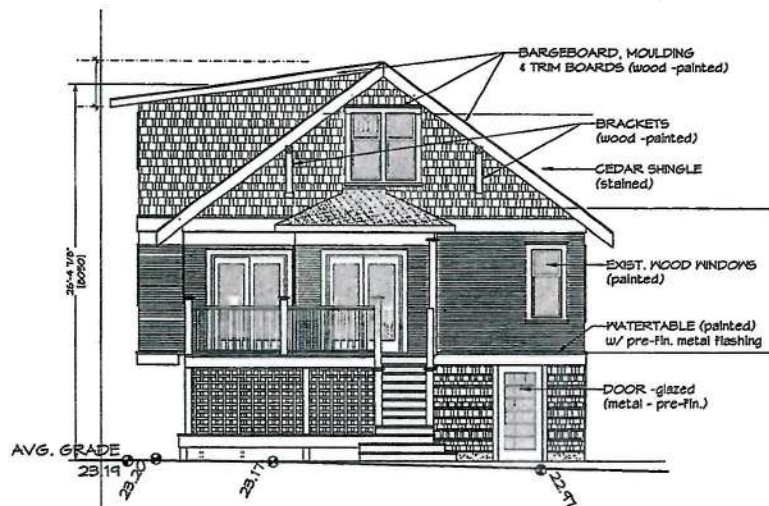 BARGEBOARD, MOULDING
& TRIM BOARDS (wood -painted)
BRACKETS
(wood -painted)
CEDAR SHINGLE
(stained)
26'-4 7/8"
[8050]
EXIST. WOOD WINDOWS
(painted)
WATERTABLE (painted)
w/ pre-fin. metal flashing
DOOR -glazed
(metal - pre-fin.)
AVG. GRADE
23.19
23.20
23.17
22.97